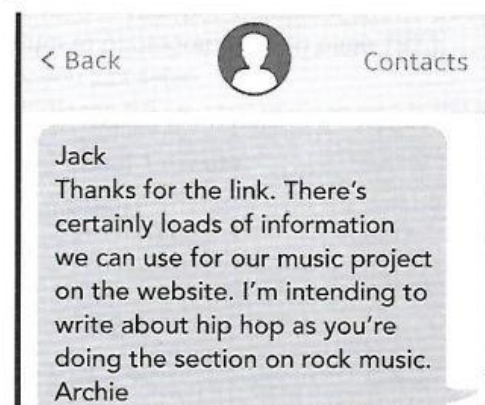 < Back Contacts
Jack
Thanks for the link. There's
certainly loads of information
we can use for our music project
on the website. I'm intending to
write about hip hop as you're
doing the section on rock music.
Archie